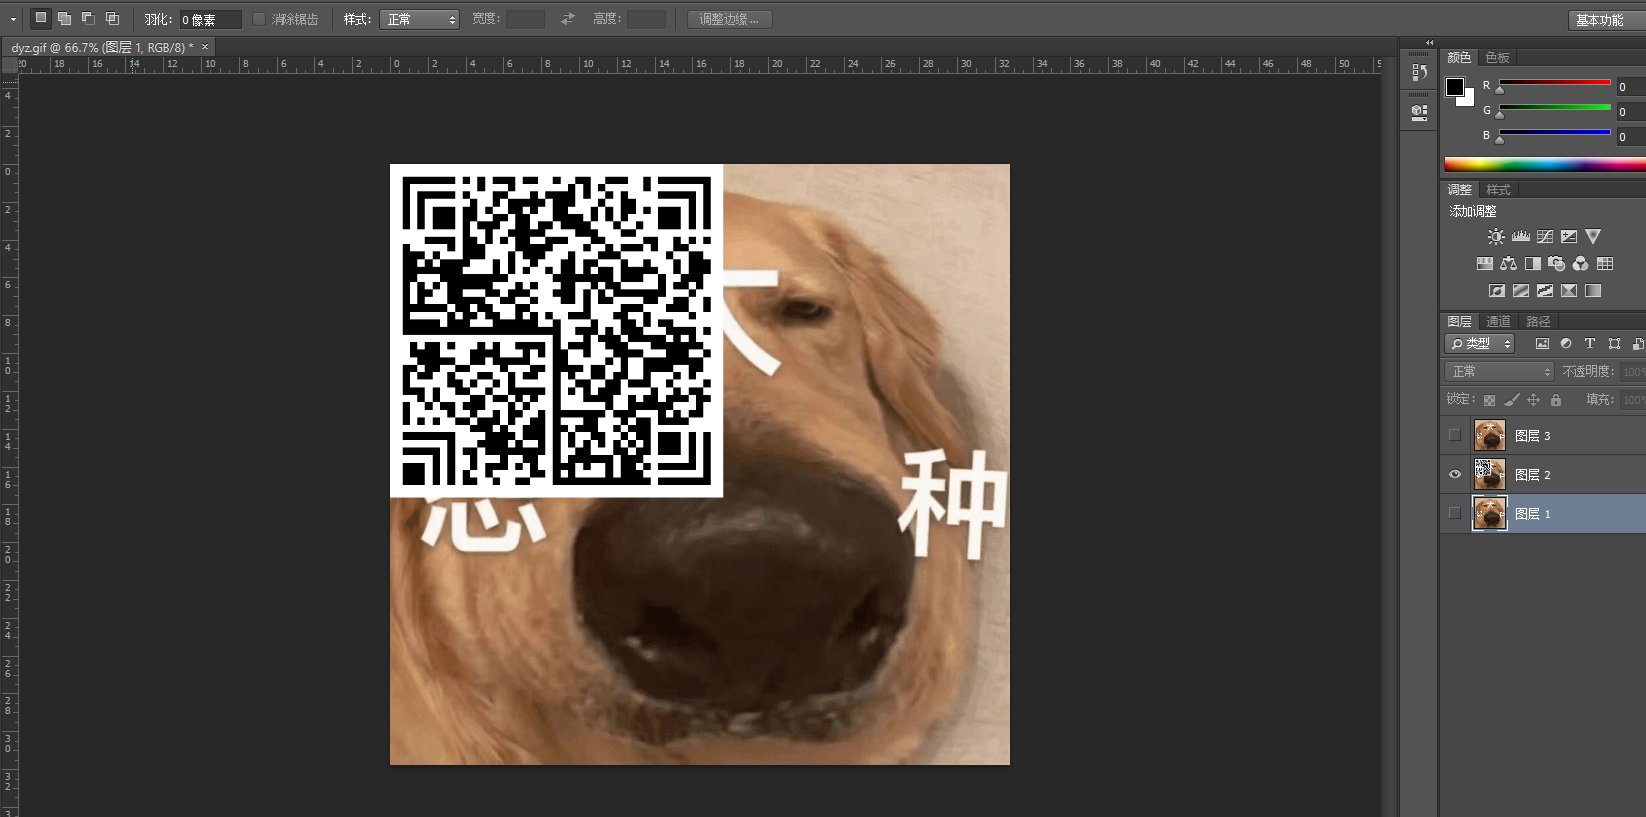 羽化: 0 像素 消除锯齿 样式: 正常 宽度: 高度: 调整边缘 ... 基本功能
dyz.gif @ 66.7% (图层 1, RGB/8) * ×
20 18 16 14 12 10 8 6 4 2 0 2 4 6 8 10 12 14 16 18 20 22 24 26 28 30 32 34 36 38 40 42 44 46 48 50 5
4 2 0 2 4 6 8 10 12 14 16 18 20 22 24 26 28 30 32 3
种
颜色 色板
R 0
G 0
B 0
调整 样式
添加调整
图层 通道 路径
类型 T
正常 不透明度: 100%
锁定: 填充: 100%
图层 3
图层 2
图层 1